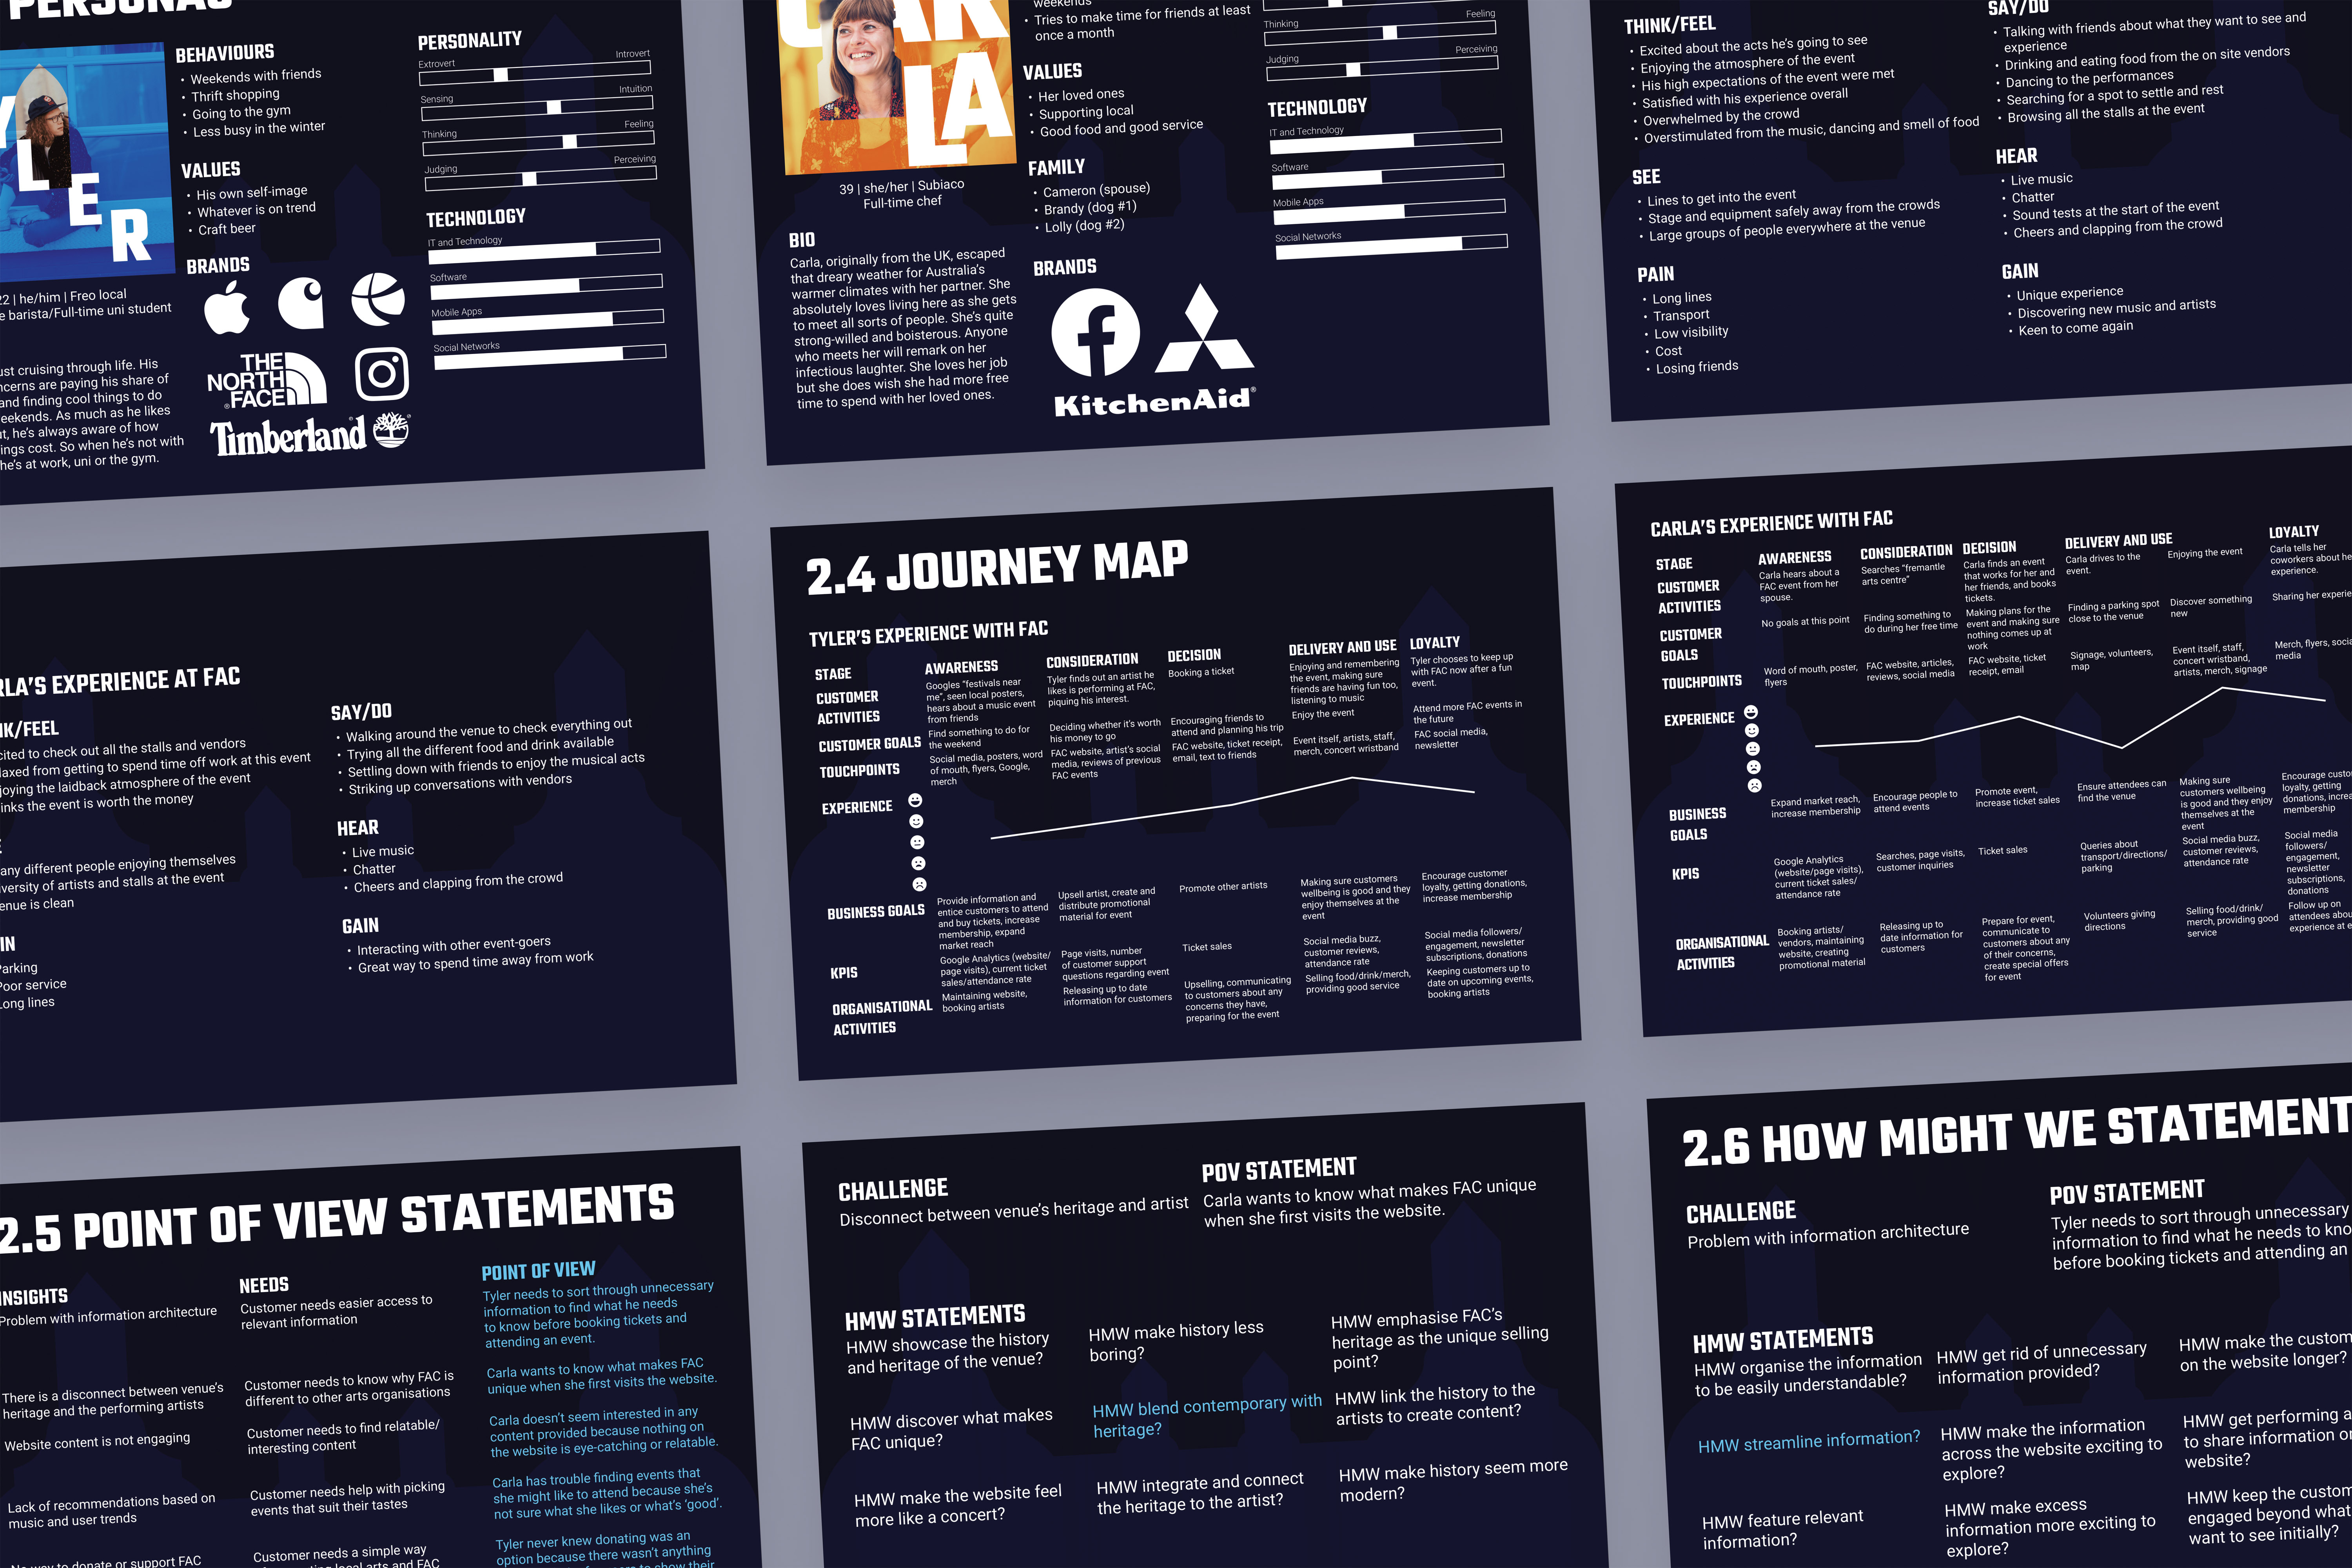 PERSONAS
Y
L
E
R
22 | he/him | Freo local
barista/Full-time uni student
just cruising through life. His
are paying his share of
and finding cool things to do
As much as he likes
he's always aware of how
cost. So when he's not with
he's at work, uni or the gym.
BEHAVIOURS
• Weekends with friends
• Thrift shopping
• Going to the gym
• Less busy in the winter
VALUES
• His own self-image
• Whatever is on trend
• Craft beer
BRANDS
THE
NORTH
FACE
Timberland
PERSONALITY
Extrovert Introvert
Sensing Intuition
Thinking Feeling
Judging Perceiving
TECHNOLOGY
IT and Technology
Software
Mobile Apps
Social Networks
CAR
LA
39 | she/her | Subiaco
Full-time chef
BIO
Carla, originally from the UK, escaped
that dreary weather for Australia's
warmer climates with her partner. She
absolutely loves living here as she gets
to meet all sorts of people. She's quite
strong-willed and boisterous. Anyone
who meets her will remark on her
infectious laughter. She loves her job
but she does wish she had more free
time to spend with her loved ones.
weekends
• Tries to make time for friends at least
once a month
VALUES
• Her loved ones
• Supporting local
• Good food and good service
FAMILY
• Cameron (spouse)
• Brandy (dog #1)
• Lolly (dog #2)
BRANDS
KitchenAid®
Thinking Feeling
Judging Perceiving
TECHNOLOGY
IT and Technology
Software
Mobile Apps
Social Networks
THINK/FEEL
• Excited about the acts he's going to see
• Enjoying the atmosphere of the event
• His high expectations of the event were met
• Satisfied with his experience overall
• Overwhelmed by the crowd
• Overstimulated from the music, dancing and smell of food
SEE
• Lines to get into the event
• Stage and equipment safely away from the crowds
• Large groups of people everywhere at the venue
PAIN
• Long lines
• Transport
• Low visibility
• Cost
• Losing friends
SAY/DO
• Talking with friends about what they want to see and
experience
• Drinking and eating food from the on site vendors
• Dancing to the performances
• Searching for a spot to settle and rest
• Browsing all the stalls at the event
HEAR
• Live music
• Chatter
• Sound tests at the start of the event
• Cheers and clapping from the crowd
GAIN
• Unique experience
• Discovering new music and artists
• Keen to come again
CARLA'S EXPERIENCE AT FAC
THINK/FEEL
Excited to check out all the stalls and vendors
Relaxed from getting to spend time off work at this event
Enjoying the laidback atmosphere of the event
Thinks the event is worth the money
Many different people enjoying themselves
Diversity of artists and stalls at the event
Venue is clean
PAIN
Parking
Poor service
Long lines
SAY/DO
• Walking around the venue to check everything out
• Trying all the different food and drink available
• Settling down with friends to enjoy the musical acts
• Striking up conversations with vendors
HEAR
• Live music
• Chatter
• Cheers and clapping from the crowd
GAIN
• Interacting with other event-goers
• Great way to spend time away from work
2.4 JOURNEY MAP
TYLER'S EXPERIENCE WITH FAC
STAGE
AWARENESS
CONSIDERATION
DECISION
DELIVERY AND USE
LOYALTY
CUSTOMER
ACTIVITIES
Googles "festivals near
me", seen local posters,
hears about a music event
from friends
Tyler finds out an artist he
likes is performing at FAC,
piquing his interest.
Booking a ticket
Enjoying and remembering
the event, making sure
friends are having fun too,
listening to music
Tyler chooses to keep up
with FAC now after a fun
event.
CUSTOMER GOALS
Find something to do for
the weekend
Deciding whether it's worth
his money to go
Encouraging friends to
attend and planning his trip
Enjoy the event
Attend more FAC events in
the future
TOUCHPOINTS
Social media, posters, word
of mouth, flyers, Google,
merch
FAC website, artist's social
media, reviews of previous
FAC events
FAC website, ticket receipt,
email, text to friends
Event itself, artists, staff,
merch, concert wristband
FAC social media,
newsletter
EXPERIENCE
BUSINESS GOALS
Provide information and
entice customers to attend
and buy tickets, increase
membership, expand
market reach
Upsell artist, create and
distribute promotional
material for event
Promote other artists
Making sure customers
wellbeing is good and they
enjoy themselves at the
event
Encourage customer
loyalty, getting donations,
increase membership
KPIS
Google Analytics (website/
page visits), current ticket
sales/attendance rate
Page visits, number
of customer support
questions regarding event
Ticket sales
Social media buzz,
customer reviews,
attendance rate
Social media followers/
engagement, newsletter
subscriptions, donations
ORGANISATIONAL
ACTIVITIES
Maintaining website,
booking artists
Releasing up to date
information for customers
Upselling, communicating
to customers about any
concerns they have,
preparing for the event
Selling food/drink/merch,
providing good service
Keeping customers up to
date on upcoming events,
booking artists
CARLA'S EXPERIENCE WITH FAC
STAGE
AWARENESS
CONSIDERATION
DECISION
DELIVERY AND USE
LOYALTY
CUSTOMER
ACTIVITIES
Carla hears about a
FAC event from her
spouse.
Searches "fremantle
arts centre"
Carla finds an event
that works for her and
her friends, and books
tickets.
Carla drives to the
event.
Enjoying the event
Carla tells her
coworkers about her
experience.
CUSTOMER
GOALS
No goals at this point
Finding something to
do during her free time
Making plans for the
event and making sure
nothing comes up at
work
Finding a parking spot
close to the venue
Discover something
new
Sharing her experience
TOUCHPOINTS
Word of mouth, poster,
flyers
FAC website, articles,
reviews, social media
FAC website, ticket
receipt, email
Signage, volunteers,
map
Event itself, staff,
concert wristband,
artists, merch, signage
Merch, flyers, social
media
EXPERIENCE
BUSINESS
GOALS
Expand market reach,
increase membership
Encourage people to
attend events
Promote event,
increase ticket sales
Ensure attendees can
find the venue
Making sure
customers wellbeing
is good and they enjoy
themselves at the
event
Encourage customer
loyalty, getting
donations, increase
membership
KPIS
Google Analytics
(website/page visits),
current ticket sales/
attendance rate
Searches, page visits,
customer inquiries
Ticket sales
Queries about
transport/directions/
parking
Social media buzz,
customer reviews,
attendance rate
Social media
followers/
engagement,
newsletter
subscriptions,
donations
ORGANISATIONAL
ACTIVITIES
Booking artists/
vendors, maintaining
website, creating
promotional material
Releasing up to
date information for
customers
Prepare for event,
communicate to
customers about any
of their concerns,
create special offers
for event
Volunteers giving
directions
Selling food/drink/
merch, providing good
service
Follow up on
attendees about
experience at
2.5 POINT OF VIEW STATEMENTS
INSIGHTS
Problem with information architecture
There is a disconnect between venue's
heritage and the performing artists
Website content is not engaging
Lack of recommendations based on
music and user trends
No way to donate or support FAC
NEEDS
Customer needs easier access to
relevant information
Customer needs to know why FAC is
different to other arts organisations
Customer needs to find relatable/
interesting content
Customer needs help with picking
events that suit their tastes
Customer needs a simple way
local arts and FAC
POINT OF VIEW
Tyler needs to sort through unnecessary
information to find what he needs
to know before booking tickets and
attending an event.
Carla wants to know what makes FAC
unique when she first visits the website.
Carla doesn't seem interested in any
content provided because nothing on
the website is eye-catching or relatable.
Carla has trouble finding events that
she might like to attend because she's
not sure what she likes or what's 'good'.
Tyler never knew donating was an
option because there wasn't anything
to show their
CHALLENGE
Disconnect between venue's heritage and artist
POV STATEMENT
Carla wants to know what makes FAC unique
when she first visits the website.
HMW STATEMENTS
HMW showcase the history
and heritage of the venue?
HMW make history less
boring?
HMW emphasise FAC's
heritage as the unique selling
point?
HMW discover what makes
FAC unique?
HMW blend contemporary with
heritage?
HMW link the history to the
artists to create content?
HMW make the website feel
more like a concert?
HMW integrate and connect
the heritage to the artist?
HMW make history seem more
modern?
2.6 HOW MIGHT WE STATEMENT
CHALLENGE
Problem with information architecture
POV STATEMENT
Tyler needs to sort through unnecessary
information to find what he needs to know
before booking tickets and attending an
HMW STATEMENTS
HMW organise the information
to be easily understandable?
HMW get rid of unnecessary
information provided?
HMW make the custom
on the website longer?
HMW streamline information?
HMW make the information
across the website exciting to
explore?
HMW get performing
to share information on
website?
HMW feature relevant
information?
HMW make excess
information more exciting to
explore?
HMW keep the custom
engaged beyond what
want to see initially?